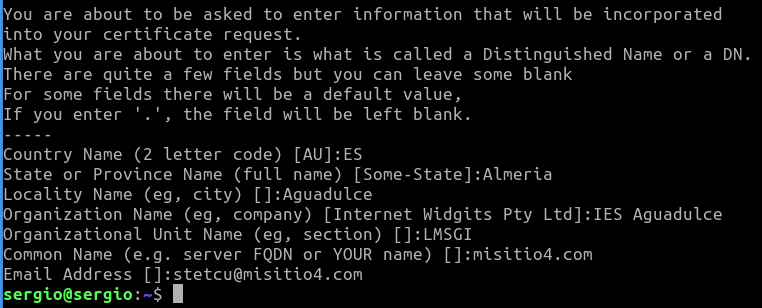 You are about to be asked to enter information that will be incorporated
into your certificate request.
What you are about to enter is what is called a Distinguished Name or a DN.
There are quite a few fields but you can leave some blank
For some fields there will be a default value,
If you enter '.', the field will be left blank.
-----
Country Name (2 letter code) [AU]:ES
State or Province Name (full name) [Some-State]:Almeria
Locality Name (eg, city) []:Aguadulce
Organization Name (eg, company) [Internet Widgits Pty Ltd]:IES Aguadulce
Organizational Unit Name (eg, section) []:LMSGI
Common Name (e.g. server FQDN or YOUR name) []:misitio4.com
Email Address []:stetcu@misitio4.com
sergio@sergio:~$